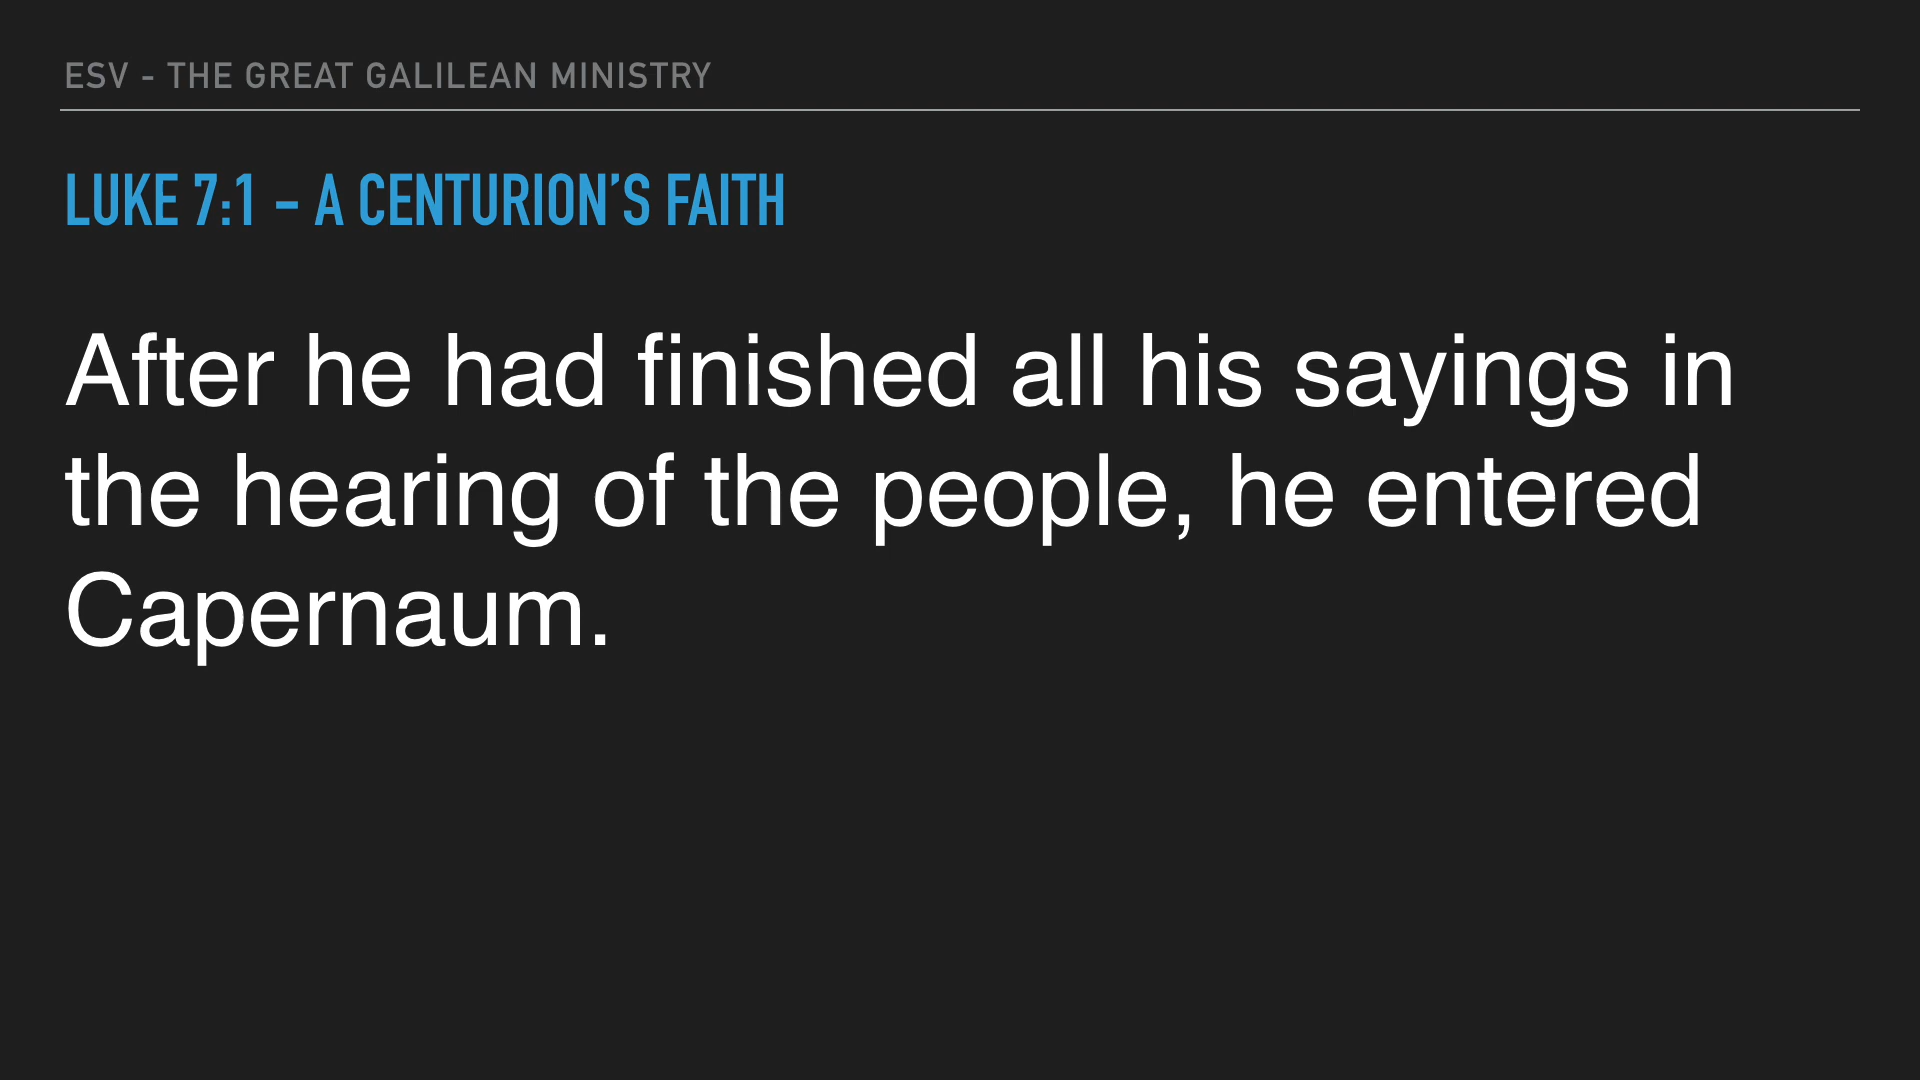 ESV - THE GREAT GALILEAN MINISTRY
LUKE 7:1 – A CENTURION’S FAITH
After he had finished all his sayings in
the hearing of the people, he entered
Capernaum.